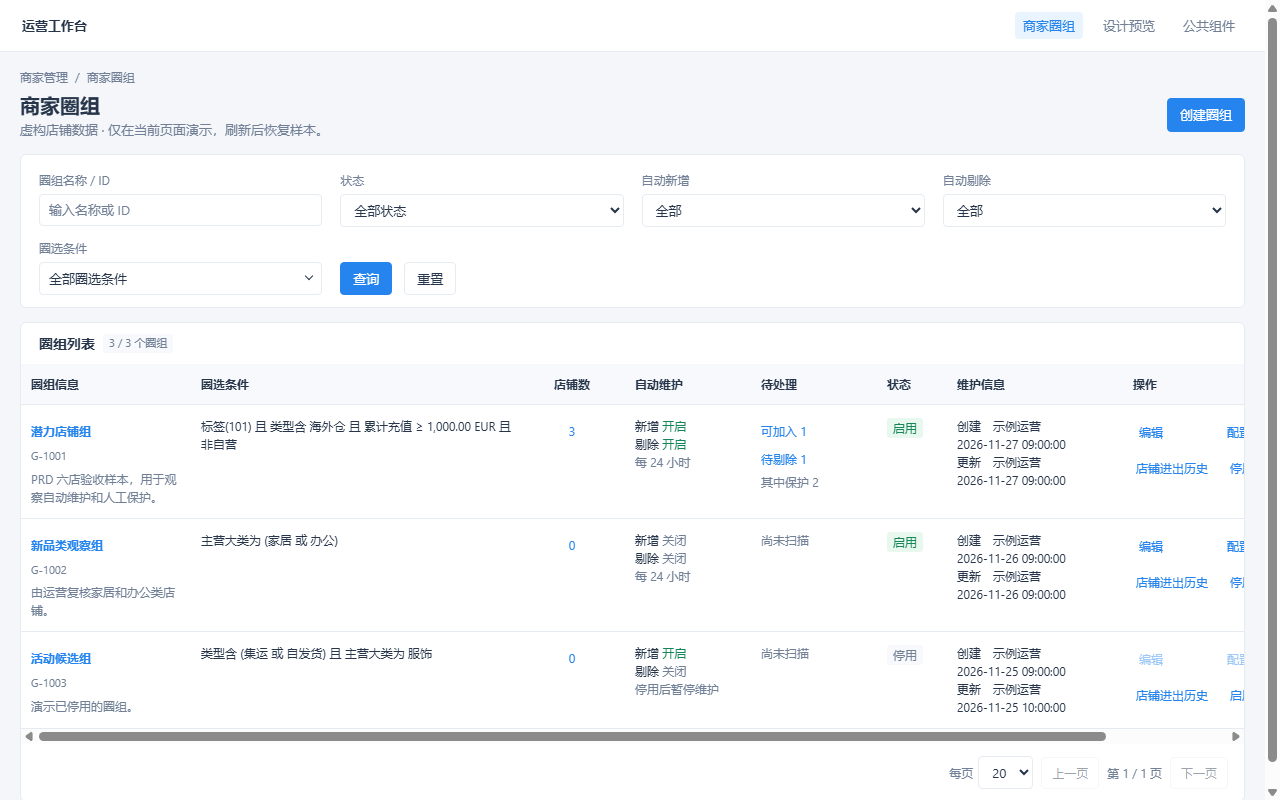 运营工作台
商家圈组
设计预览
公共组件
商家管理 / 商家圈组
商家圈组
虚构店铺数据 · 仅在当前页面演示，刷新后恢复样本。
创建圈组
圈组名称 / ID
状态
自动新增
自动剔除
输入名称或 ID
全部状态
全部
全部
圈选条件
全部圈选条件
查询
重置
圈组列表
3 / 3 个圈组
圈组信息
圈选条件
店铺数
自动维护
待处理
状态
维护信息
操作
潜力店铺组
G-1001
PRD 六店验收样本，用于观
察自动维护和人工保护。
标签(101) 且 类型含 海外仓 且 累计充值 ≥ 1,000.00 EUR 且
非自营
3
新增 开启
剔除 开启
每 24 小时
可加入 1
待剔除 1
其中保护 2
启用
创建 示例运营
2026-11-27 09:00:00
更新 示例运营
2026-11-27 09:00:00
编辑
店铺进出历史
新品类观察组
G-1002
由运营复核家居和办公类店
铺。
主营大类为 (家居 或 办公)
0
新增 关闭
剔除 关闭
每 24 小时
尚未扫描
启用
创建 示例运营
2026-11-26 09:00:00
更新 示例运营
2026-11-26 09:00:00
编辑
店铺进出历史
活动候选组
G-1003
演示已停用的圈组。
类型含 (集运 或 自发货) 且 主营大类为 服饰
0
新增 开启
剔除 关闭
停用后暂停维护
尚未扫描
停用
创建 示例运营
2026-11-25 09:00:00
更新 示例运营
2026-11-25 10:00:00
编辑
店铺进出历史
每页
20
上一页
第 1 / 1 页
下一页